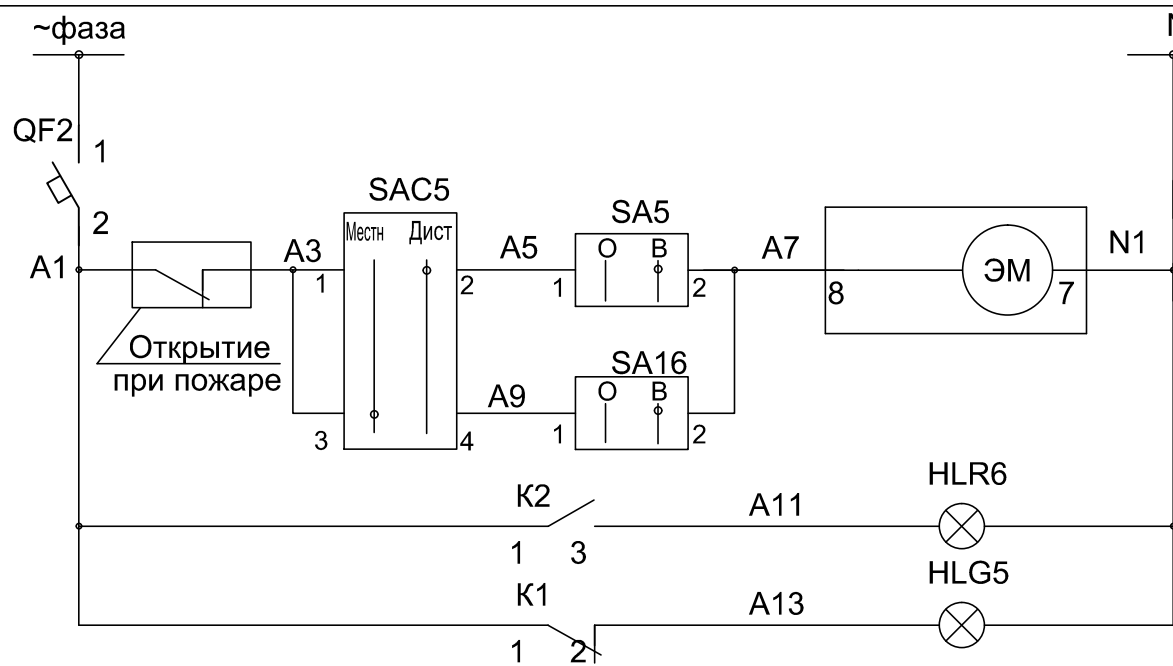 ~фаза
N
QF2
1
2
SAC5
Местн Дист
SA5
О В
A1
A3
1
2
A5
1
2
A7
8
ЭМ
7
N1
Открытие
при пожаре
SA16
О В
3
4
A9
1
2
K2
1 3
A11
HLR6
K1
1 2
A13
HLG5